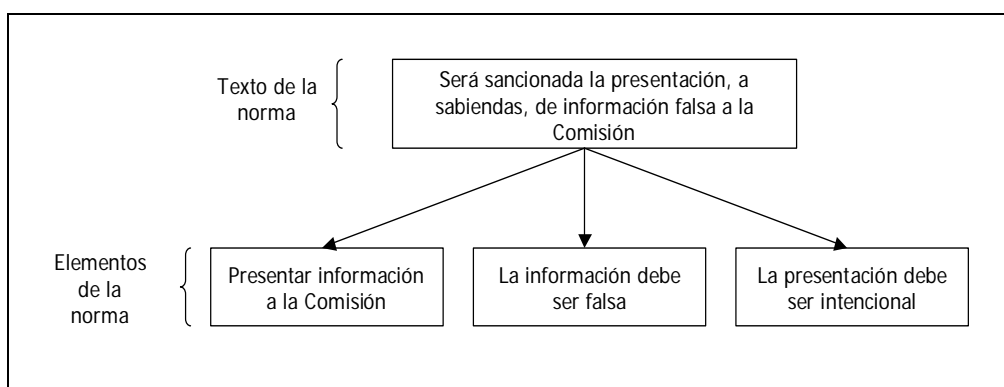 Texto de la
norma
Será sancionada la presentación, a
sabiendas, de información falsa a la
Comisión
Elementos
de la
norma
Presentar información
a la Comisión
La información debe
ser falsa
La presentación debe
ser intencional